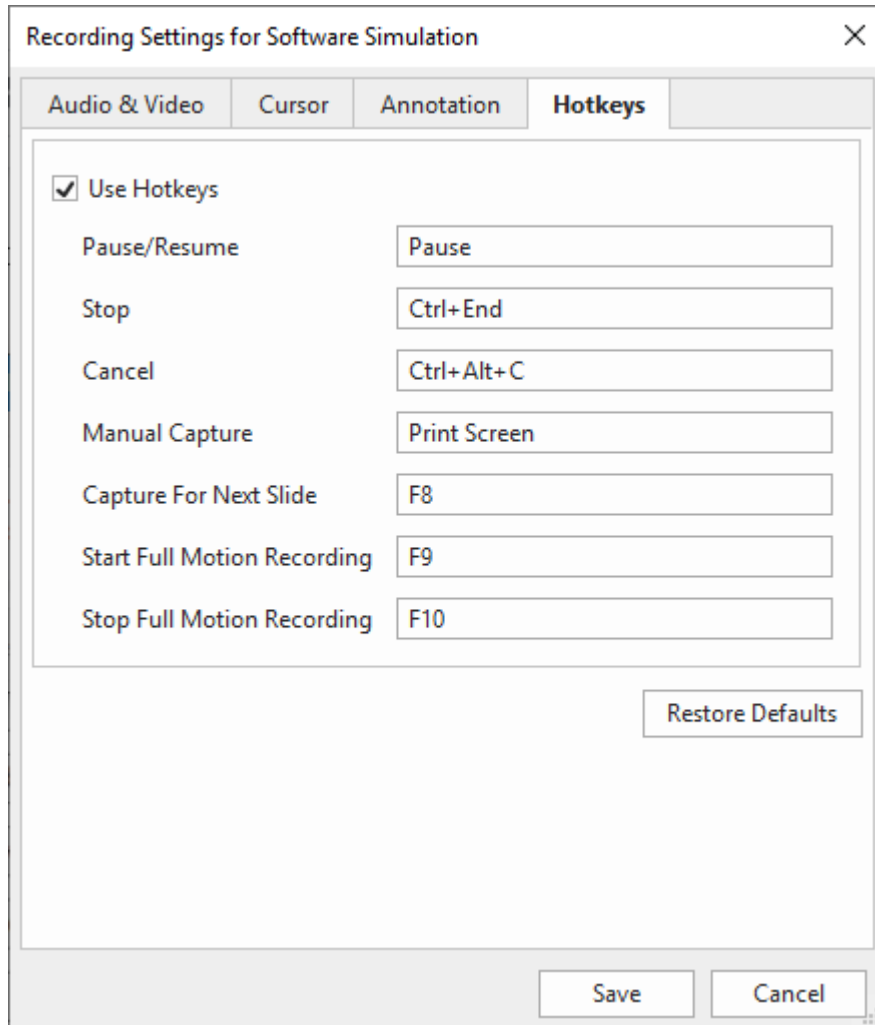 Recording Settings for Software Simulation
Audio & Video Cursor Annotation Hotkeys
Use Hotkeys
Pause/Resume Pause
Stop Ctrl+End
Cancel Ctrl+Alt+C
Manual Capture Print Screen
Capture For Next Slide F8
Start Full Motion Recording F9
Stop Full Motion Recording F10
Restore Defaults
Save Cancel